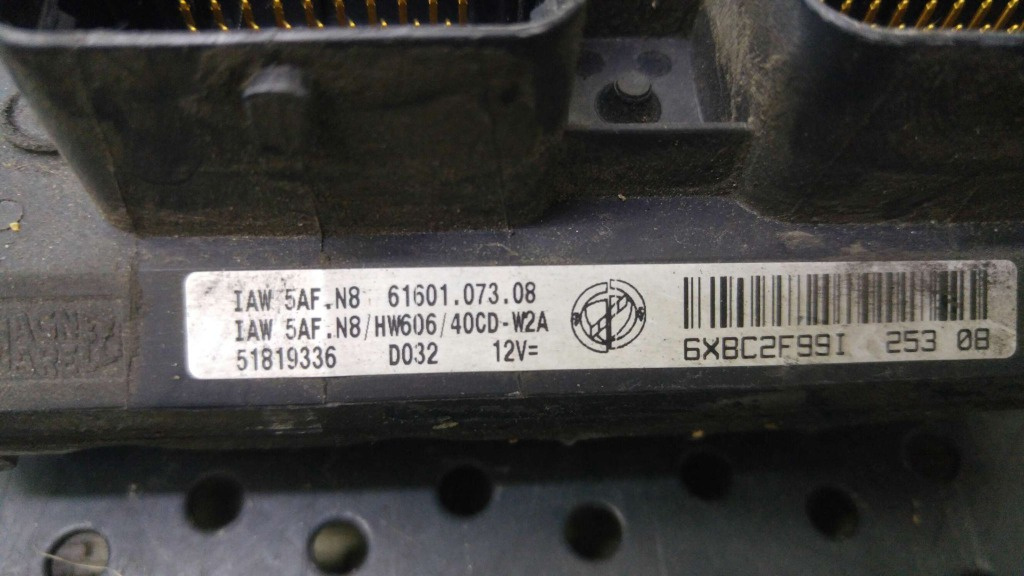 IAW 5AF.N8 61601.073.08
IAW 5AF.N8/HW606/40CD-W2A
51819336 D032 12V=
6XBC2F99I 253 08